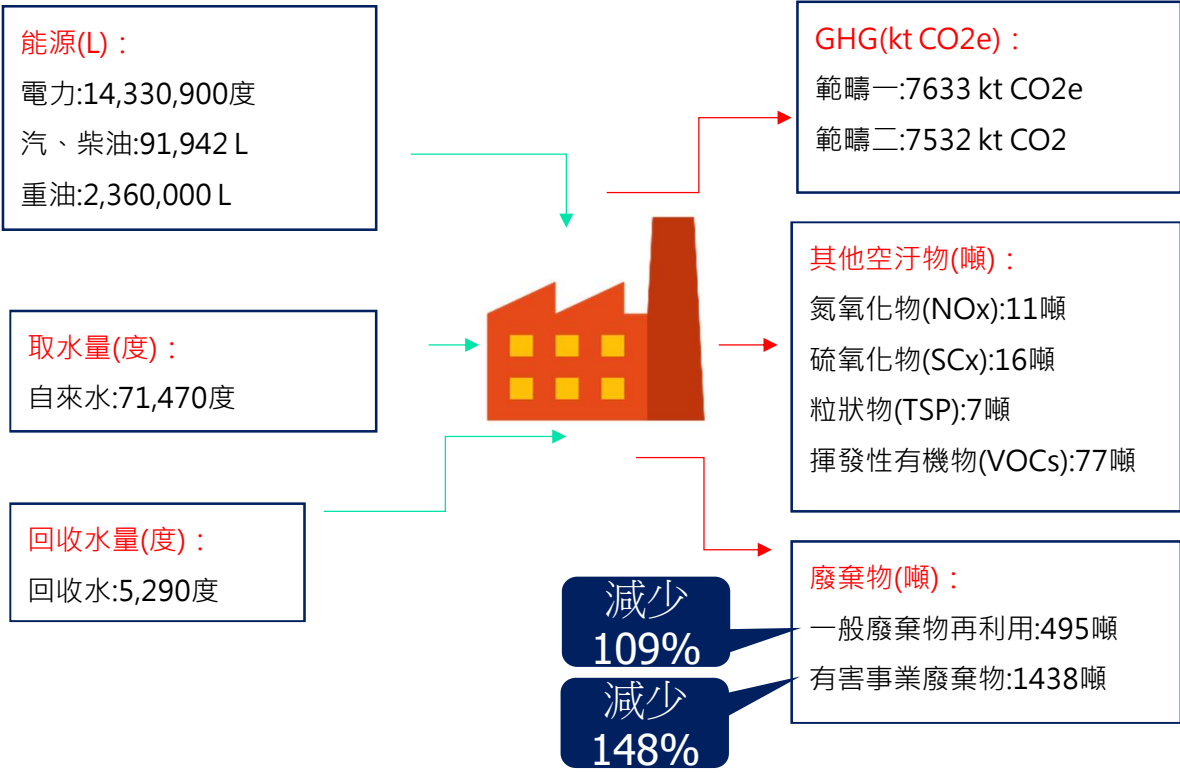 能源(L)：
電力:14,330,900度
汽、柴油:91,942 L
重油:2,360,000 L
取水量(度)：
自來水:71,470度
回收水量(度)：
回收水:5,290度
GHG(kt CO2e)：
範疇一:7633 kt CO2e
範疇二:7532 kt CO2
其他空汙物(噸)：
氮氧化物(NOx):11噸
硫氧化物(SCx):16噸
粒狀物(TSP):7噸
揮發性有機物(VOCs):77噸
廢棄物(噸)：
一般廢棄物再利用:495噸
有害事業廢棄物:1438噸
減少
109%
減少
148%